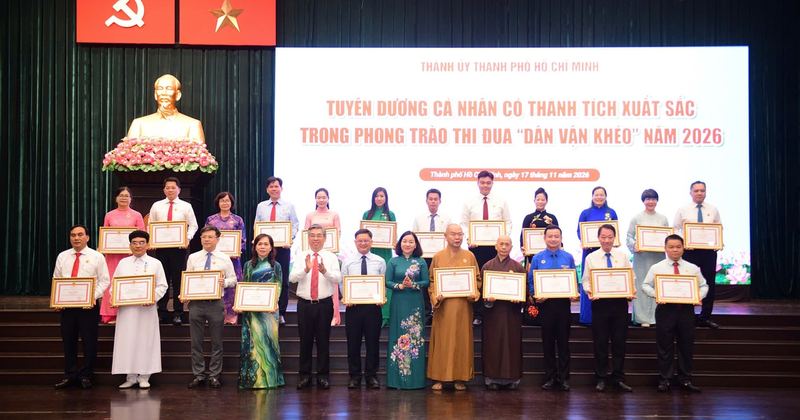 THÀNH ỦY THÀNH PHỐ HỒ CHÍ MINH
TUYÊN DƯƠNG CÁ NHÂN CÓ THÀNH TÍCH XUẤT SẮC
TRONG PHONG TRÀO THI ĐUA “DÂN VẬN KHÉO” NĂM 2026
Thành phố Hồ Chí Minh, ngày 17 tháng 11 năm 2026